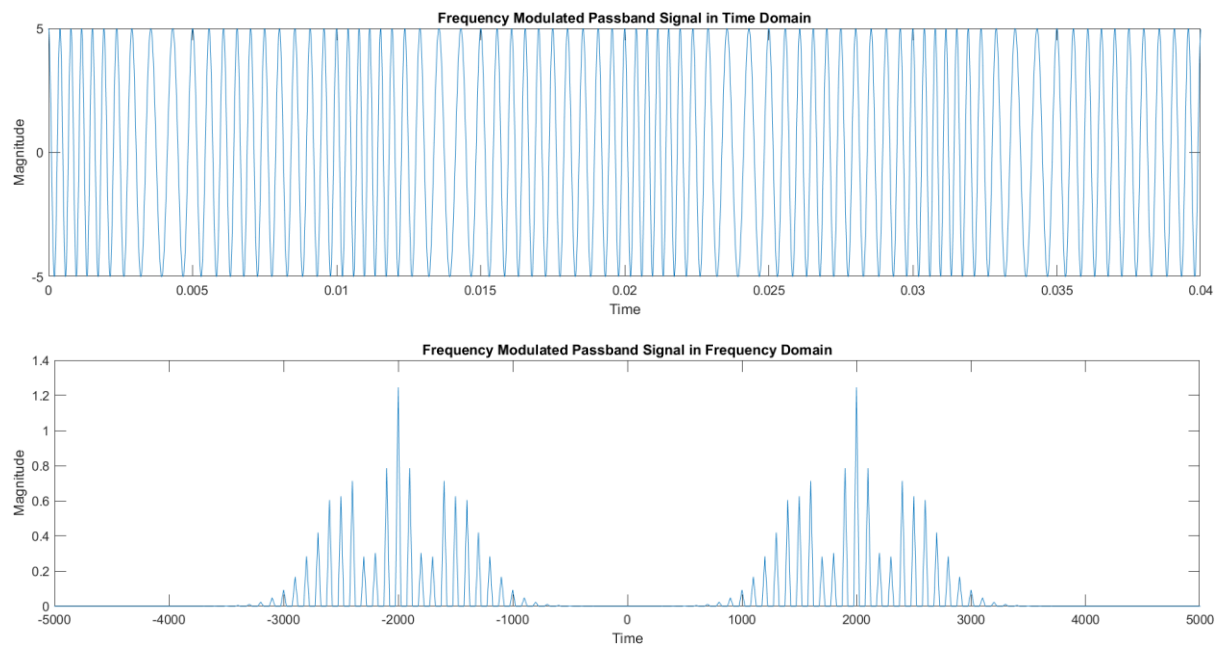 Frequency Modulated Passband Signal in Time Domain
5
0
-5
Magnitude
0 0.005 0.01 0.015 0.02 0.025 0.03 0.035 0.04
Time
Frequency Modulated Passband Signal in Frequency Domain
1.4
1.2
1
0.8
0.6
0.4
0.2
0
Magnitude
-5000 -4000 -3000 -2000 -1000 0 1000 2000 3000 4000 5000
Time